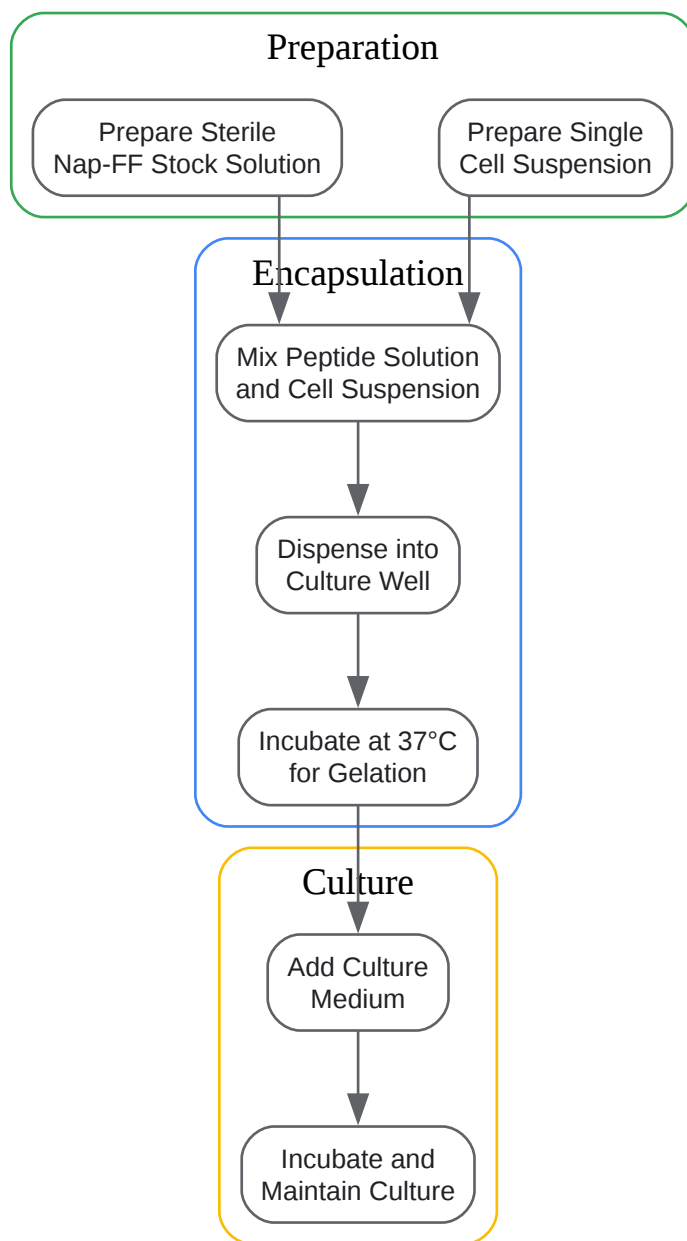 Preparation
Prepare Sterile
Nap-FF Stock Solution
Prepare Single
Cell Suspension
Encapsulation
Mix Peptide Solution
and Cell Suspension
Dispense into
Culture Well
Incubate at 37°C
for Gelation
Culture
Add Culture
Medium
Incubate and
Maintain Culture